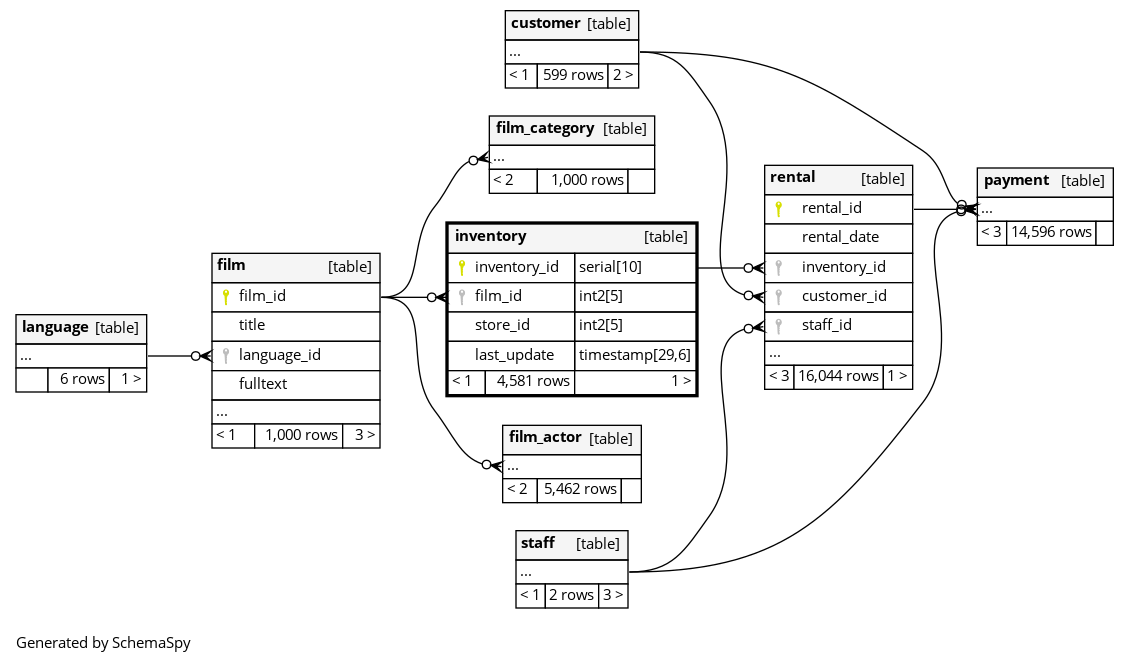 customer [table]
...
< 1 599 rows 2 >
film_category [table]
...
< 2 1,000 rows
rental [table]
rental_id
rental_date
inventory_id
customer_id
staff_id
...
< 3 16,044 rows 1 >
payment [table]
...
< 3 14,596 rows
inventory [table]
inventory_id serial[10]
film_id int2[5]
store_id int2[5]
last_update timestamp[29,6]
< 1 4,581 rows 1 >
film [table]
film_id
title
language_id
fulltext
...
< 1 1,000 rows 3 >
language [table]
...
6 rows 1 >
film_actor [table]
...
< 2 5,462 rows
staff [table]
...
< 1 2 rows 3 >
Generated by SchemaSpy